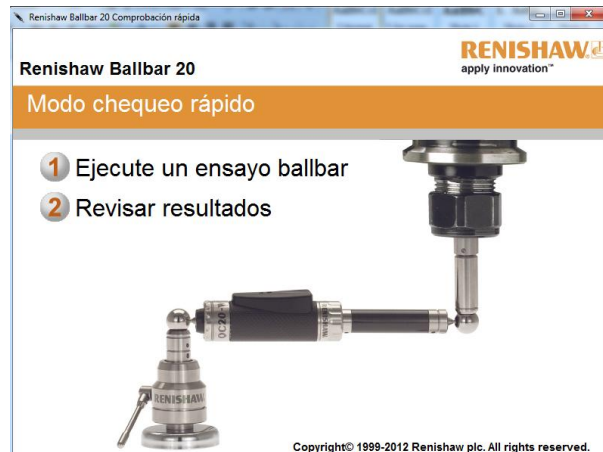 Renishaw Ballbar 20 Comprobación rápida
RENISHAW
apply innovation™
Renishaw Ballbar 20
Modo chequeo rápido
1 Ejecute un ensayo ballbar
2 Revisar resultados
RENISHAW
Copyright© 1999-2012 Renishaw plc. All rights reserved.